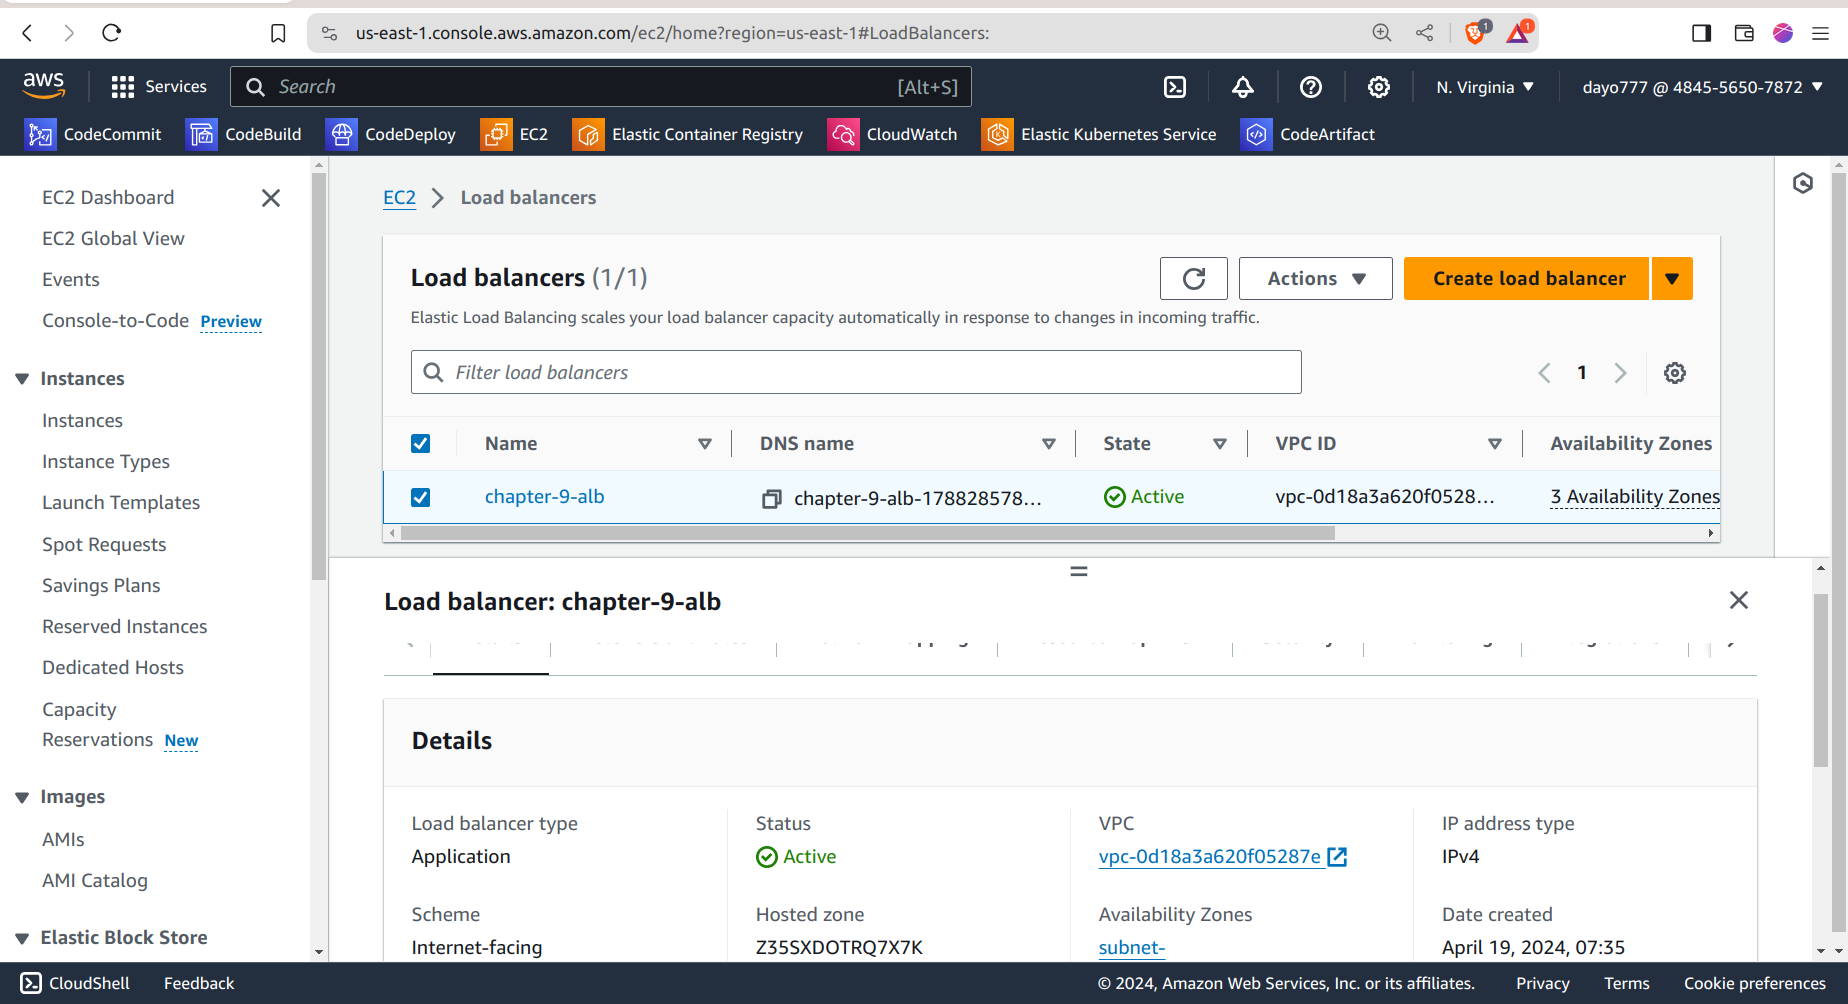 us-east-1.console.aws.amazon.com/ec2/home?region=us-east-1#LoadBalancers:
1
1
aws
Services
Search
[Alt+S]
N. Virginia
dayo777 @ 4845-5650-7872
CodeCommit
CodeBuild
CodeDeploy
EC2
Elastic Container Registry
CloudWatch
Elastic Kubernetes Service
CodeArtifact
EC2 Dashboard
EC2 Global View
Events
Console-to-Code Preview
Instances
Instances
Instance Types
Launch Templates
Spot Requests
Savings Plans
Reserved Instances
Dedicated Hosts
Capacity
Reservations New
Images
AMIs
AMI Catalog
Elastic Block Store
EC2
Load balancers
Load balancers (1/1)
Actions
Create load balancer
Elastic Load Balancing scales your load balancer capacity automatically in response to changes in incoming traffic.
Filter load balancers
1
Name
DNS name
State
VPC ID
Availability Zones
chapter-9-alb
chapter-9-alb-178828578...
Active
vpc-0d18a3a620f0528...
3 Availability Zones
Load balancer: chapter-9-alb
Details
Load balancer type
Application
Status
Active
VPC
vpc-0d18a3a620f05287e
IP address type
IPv4
Scheme
Internet-facing
Hosted zone
Z35SXDOTRQ7X7K
Availability Zones
subnet-
Date created
April 19, 2024, 07:35
CloudShell
Feedback
© 2024, Amazon Web Services, Inc. or its affiliates.
Privacy
Terms
Cookie preferences